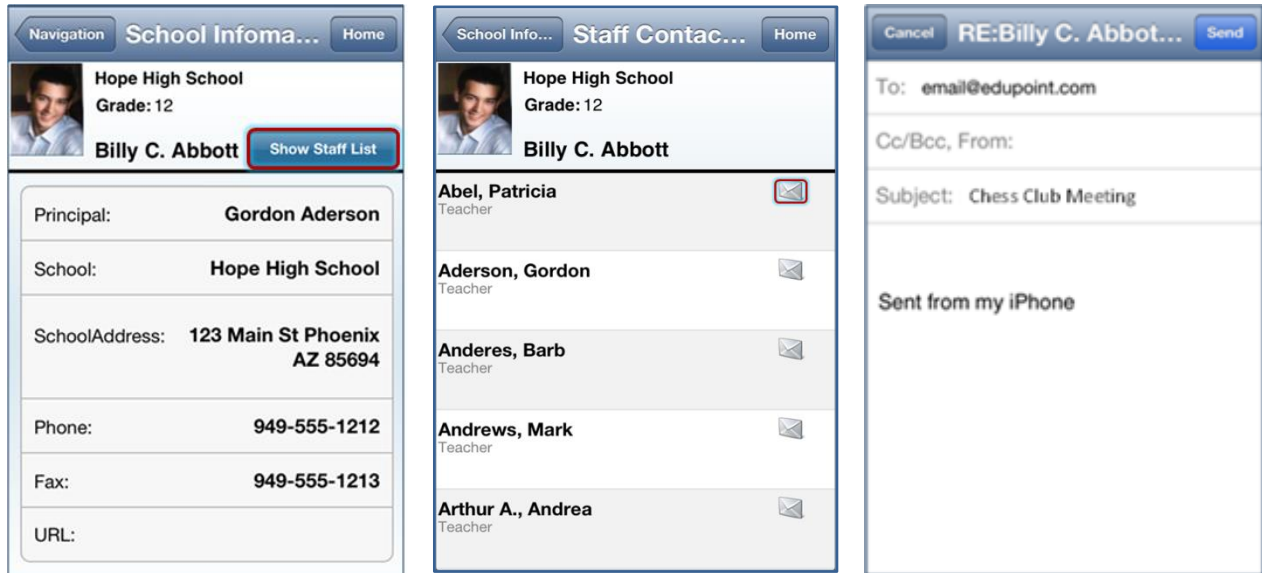 Navigation School Infoma... Home
Hope High School
Grade: 12
Billy C. Abbott Show Staff List
Principal: Gordon Aderson
School: Hope High School
SchoolAddress: 123 Main St Phoenix
AZ 85694
Phone: 949-555-1212
Fax: 949-555-1213
URL:
School Info... Staff Contac... Home
Hope High School
Grade: 12
Billy C. Abbott
Abel, Patricia
Teacher
Aderson, Gordon
Teacher
Anderes, Barb
Teacher
Andrews, Mark
Teacher
Arthur A., Andrea
Teacher
Cancel RE:Billy C. Abbot... Send
To: email@edupoint.com
Cc/Bcc, From:
Subject: Chess Club Meeting
Sent from my iPhone